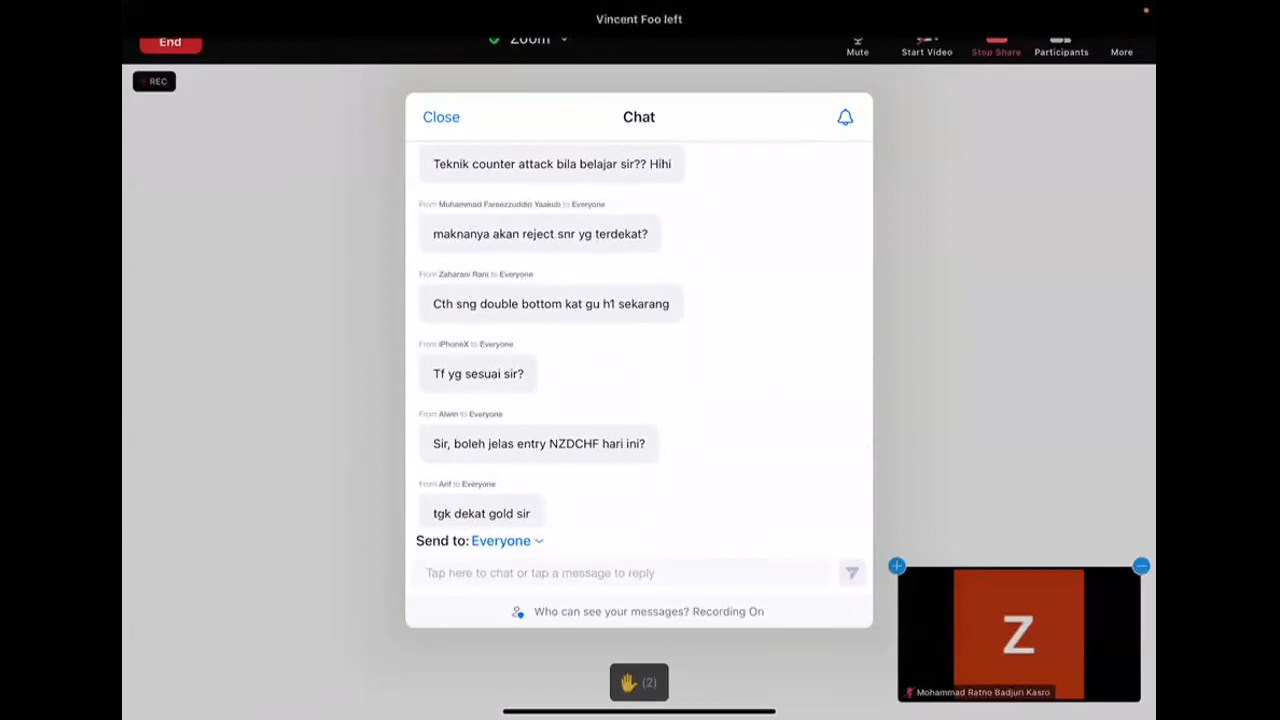 Vincent Foo left
End
Zoom
Mute
Start Video
Stop Share
Participants
More
REC
Close
Chat
Teknik counter attack bila belajar sir?? Hihi
From Muhammad Fareezzuddin Yaakub to Everyone
maknanya akan reject snr yg terdekat?
From Zaharani Rani to Everyone
Cth sng double bottom kat gu h1 sekarang
From iPhoneX to Everyone
Tf yg sesuai sir?
From Alwin to Everyone
Sir, boleh jelas entry NZDCHF hari ini?
From Arif to Everyone
tgk dekat gold sir
Send to: Everyone
Tap here to chat or tap a message to reply
Who can see your messages? Recording On
(2)
Z
Mohammad Ratno Badjuri Kasro